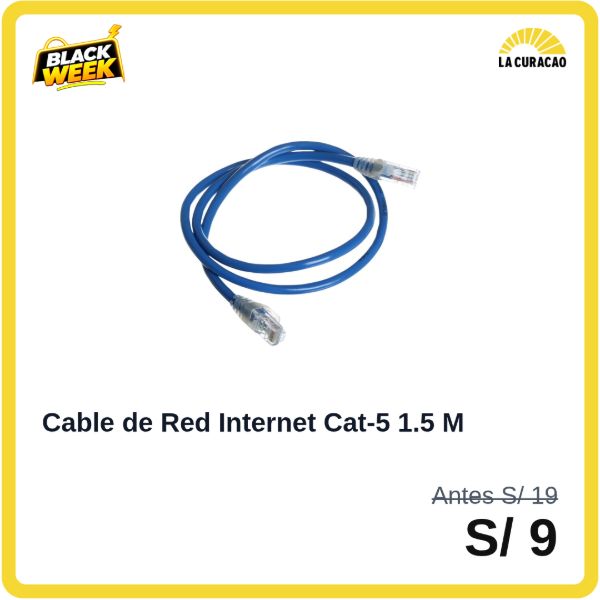 BLACK
WEEK
LA CURACAO
Cable de Red Internet Cat-5 1.5 M
Antes S/ 19
S/ 9